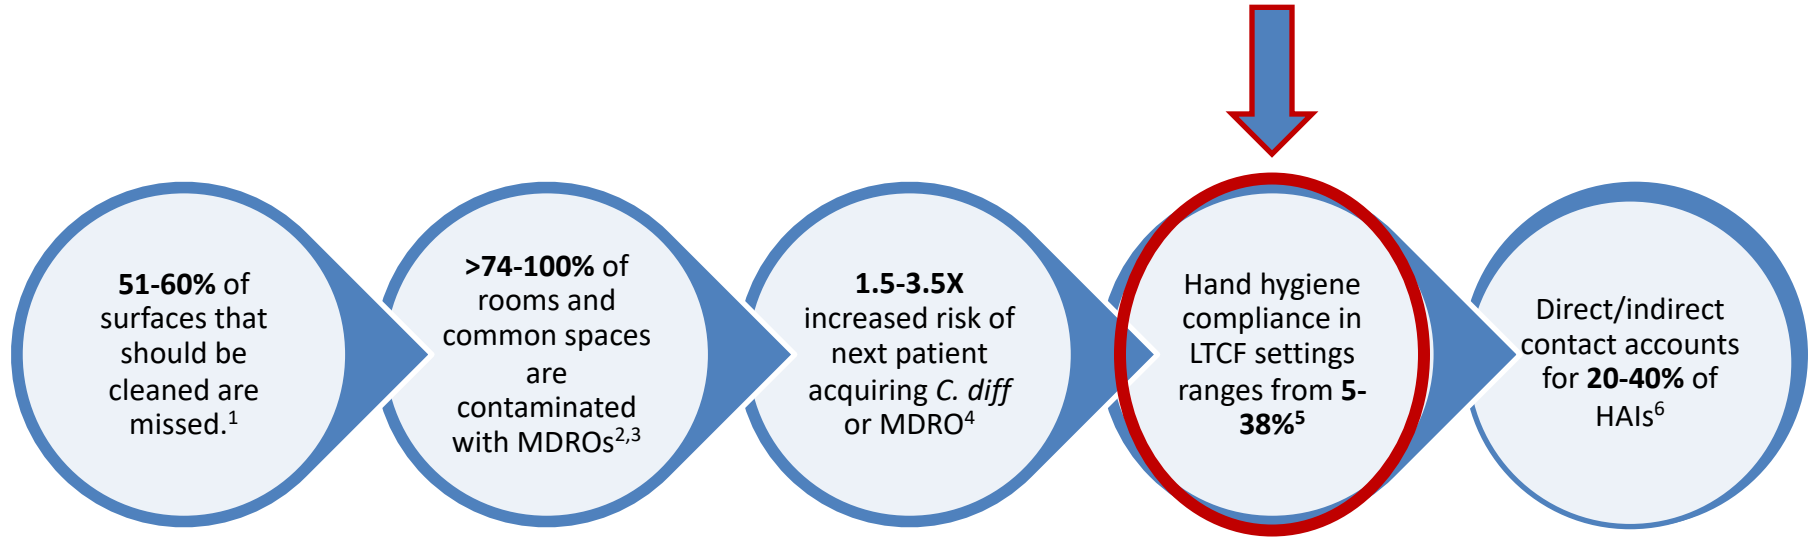 51-60% of
surfaces that
should be
cleaned are
missed.1
>74-100% of
rooms and
common spaces
are
contaminated
with MDROs2,3
1.5-3.5X
increased risk of
next patient
acquiring C. diff
or MDRO4
Hand hygiene
compliance in
LTCF settings
ranges from 5-
38%5
Direct/indirect
contact accounts
for 20-40% of
HAIs6